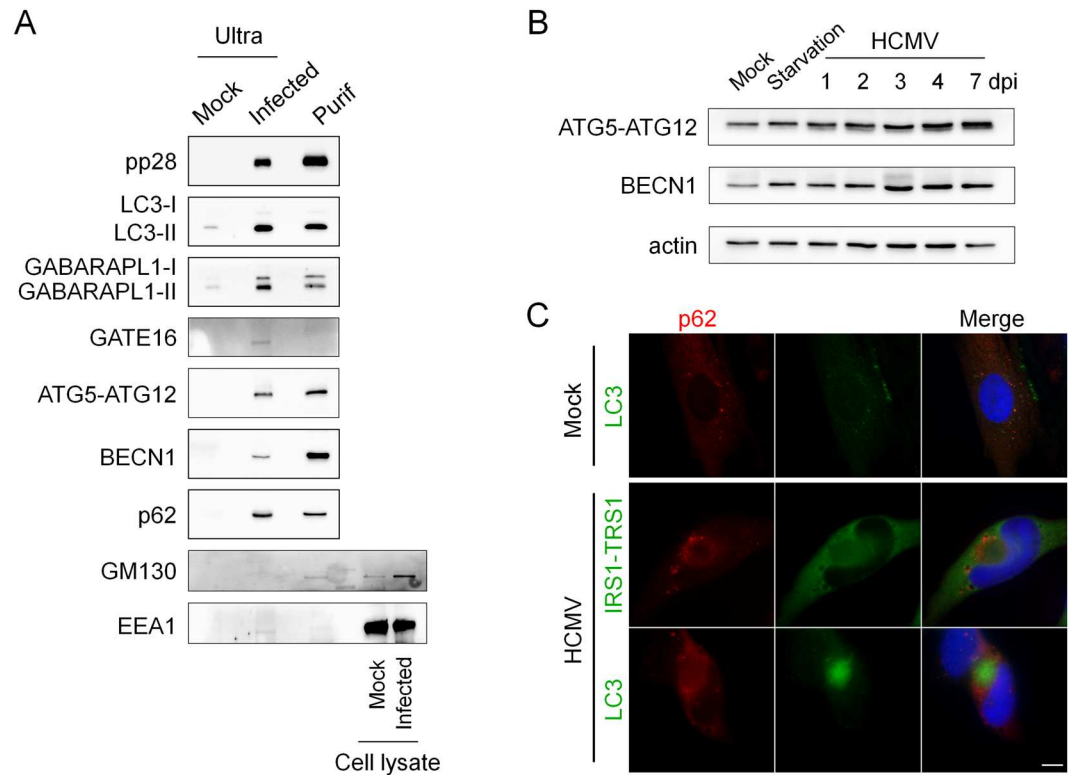 A
Ultra
Mock
Infected
Purif
pp28
LC3-I
LC3-II
GABARAPL1-I
GABARAPL1-II
GATE16
ATG5-ATG12
BECN1
p62
GM130
EEA1
Mock
Infected
Cell lysate
B
Mock
Starvation
HCMV
1 2 3 4 7 dpi
ATG5-ATG12
BECN1
actin
C
p62 Merge
Mock
LC3
HCMV
IRS1-TRS1
LC3